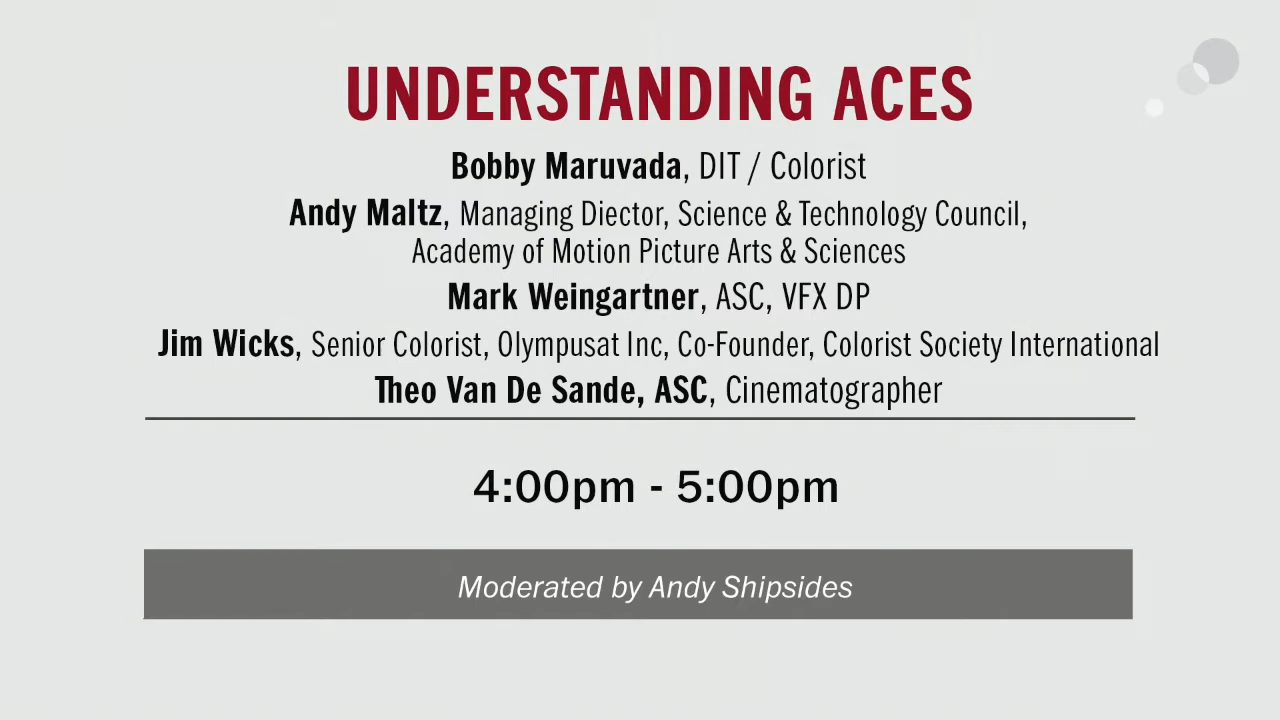 UNDERSTANDING ACES
Bobby Maruvada, DIT / Colorist
Andy Maltz, Managing Diector, Science & Technology Council,
Academy of Motion Picture Arts & Sciences
Mark Weingartner, ASC, VFX DP
Jim Wicks, Senior Colorist, Olympusat Inc, Co-Founder, Colorist Society International
Theo Van De Sande, ASC, Cinematographer
4:00pm - 5:00pm
Moderated by Andy Shipsides